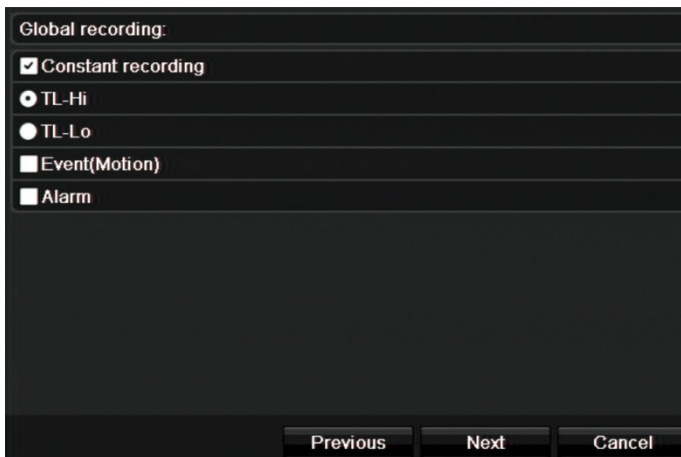 Global recording:
Constant recording
TL-Hi
TL-Lo
Event(Motion)
Alarm
Previous Next Cancel